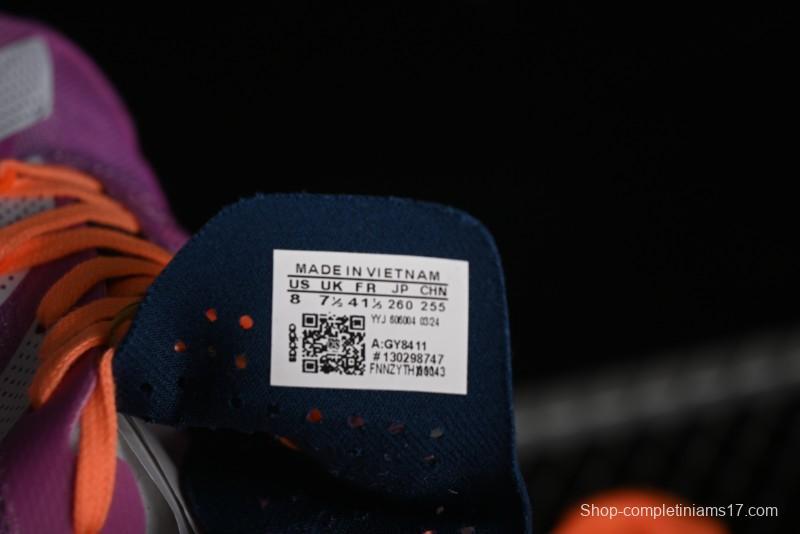 MADE IN VIETNAM
US UK FR JP CHN
8 7½ 41⅓ 260 255
YYJ 606004 03/24
adidas
A:GY8411
#130298747
Shop-completiniams17.com